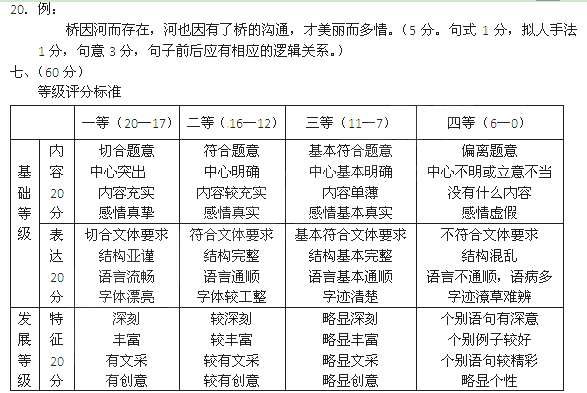 20. 例：
桥因河而存在，河也因有了桥的沟通，才美丽而多情。（5 分。句式 1 分，拟人手法
1 分，句意 3 分，句子前后应有相应的逻辑关系。）
七、（60 分）
等级评分标准
一等（20—17） 二等（16—12） 三等（11—7） 四等（6—0）
基础等级
内容 20 分
切合题意 符合题意 基本符合题意 偏离题意
中心突出 中心明确 中心基本明确 中心不明或立意不当
内容充实 内容较充实 内容单薄 没有什么内容
感情真挚 感情真实 感情基本真实 感情虚假
表达 20 分
切合文体要求 符合文体要求 基本符合文体要求 不符合文体要求
结构亚谨 结构完整 结构基本完整 结构混乱
语言流畅 语言通顺 语言基本通顺 语言不通顺，语病多
字体漂亮 字体较工整 字迹清楚 字迹潦草难辨
发展等级
特征 20 分
深刻 较深刻 略显深刻 个别语句有深意
丰富 较丰富 略显丰富 个别例子较好
有文采 较有文采 略显文采 个别语句较精彩
有创意 较有创意 略显创意 略显个性